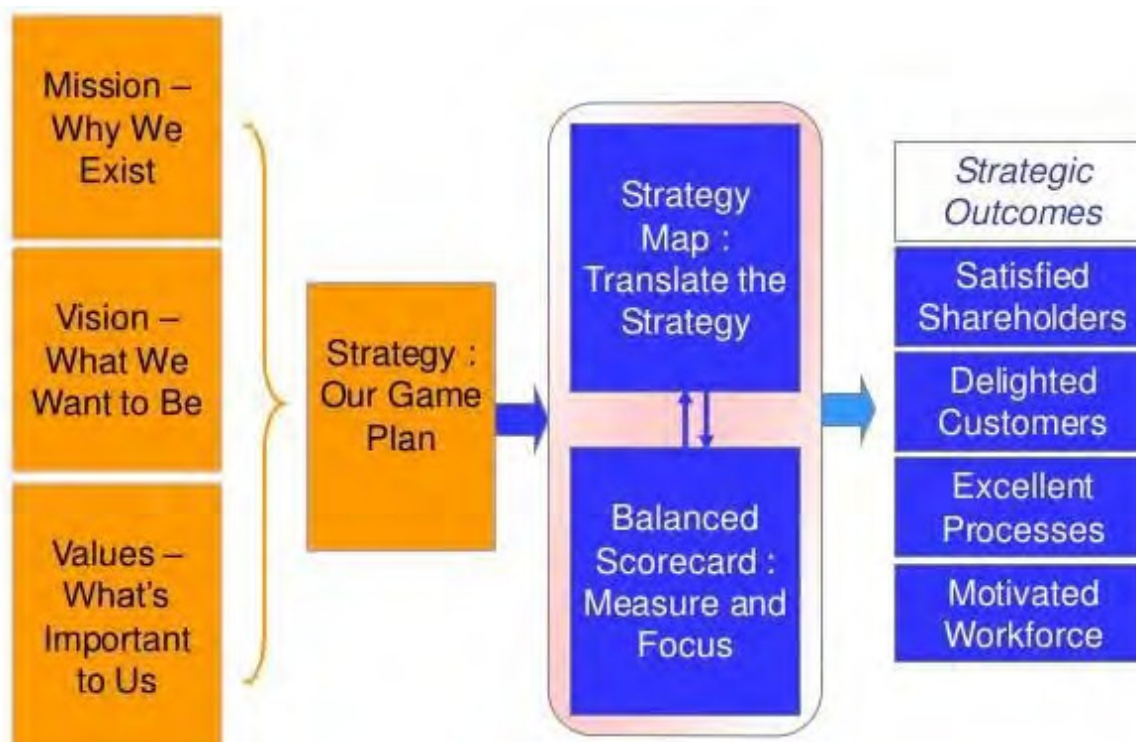 Mission –
Why We
Exist
Vision –
What We
Want to Be
Values –
What's
Important
to Us
Strategy :
Our Game
Plan
Strategy
Map :
Translate the
Strategy
Balanced
Scorecard :
Measure and
Focus
Strategic
Outcomes
Satisfied
Shareholders
Delighted
Customers
Excellent
Processes
Motivated
Workforce